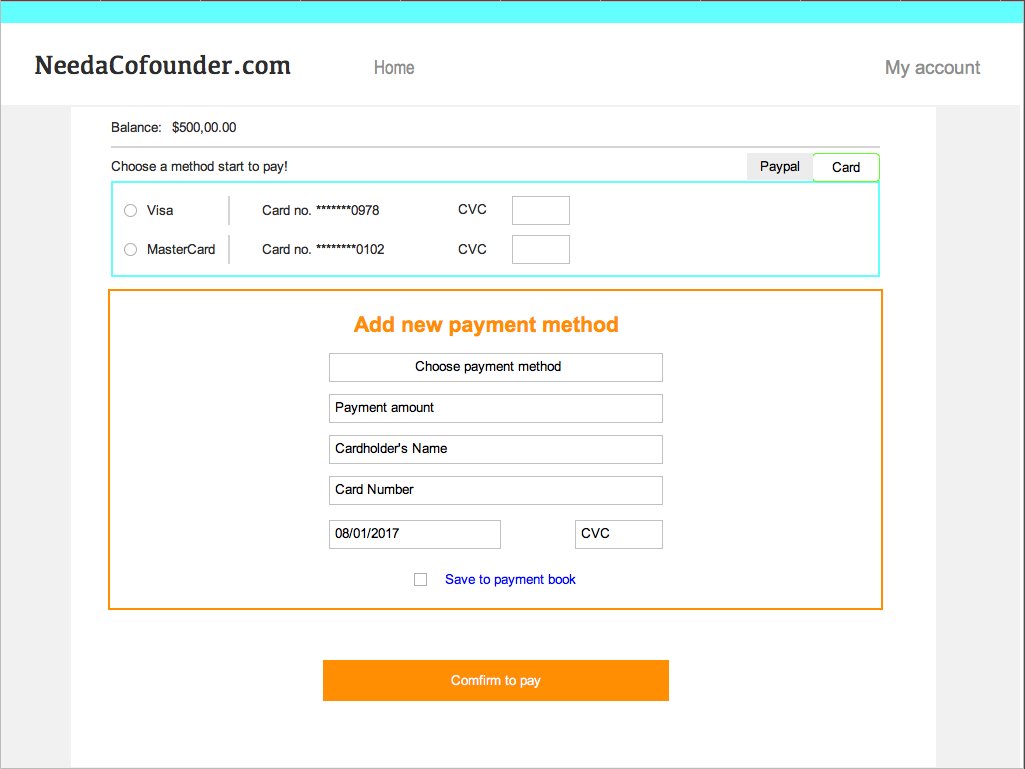 NeedaCofounder.com Home My account
Balance: $500,00.00
Choose a method start to pay! Paypal Card
Visa Card no. *******0978 CVC
MasterCard Card no. ********0102 CVC
Add new payment method
Choose payment method
Payment amount
Cardholder's Name
Card Number
08/01/2017 CVC
Save to payment book
Comfirm to pay